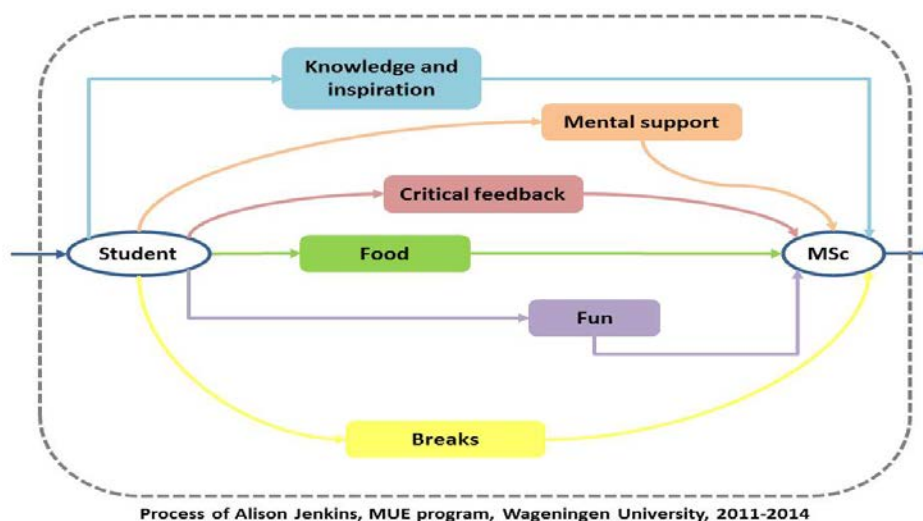 Knowledge and
inspiration
Mental support
Critical feedback
Student
Food
MSc
Fun
Breaks
Process of Alison Jenkins, MUE program, Wageningen University, 2011-2014